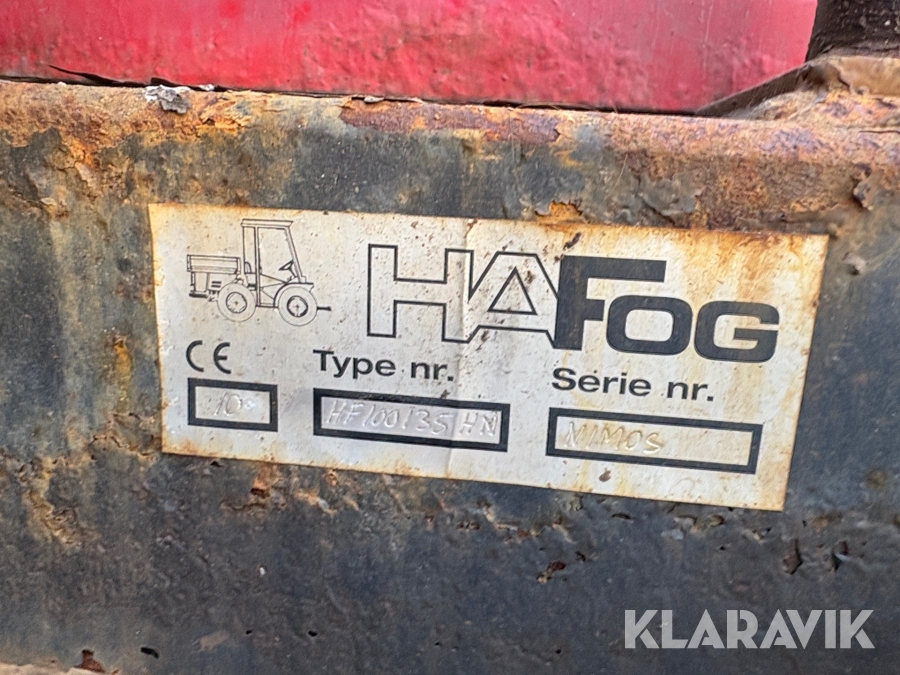 HAFOG
CE Type nr. Serie nr.
10 HF100135HN NIMOS
KLARAVIK